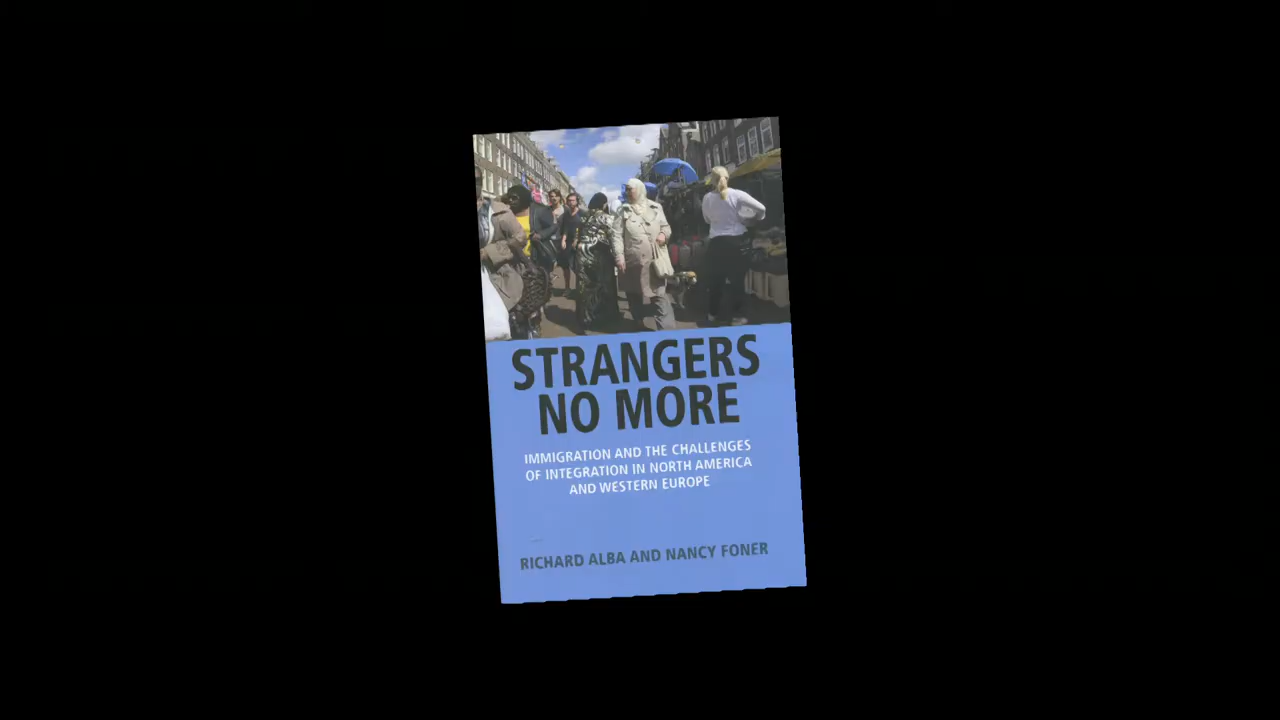 STRANGERS
NO MORE
IMMIGRATION AND THE CHALLENGES
OF INTEGRATION IN NORTH AMERICA
AND WESTERN EUROPE
RICHARD ALBA AND NANCY FONER